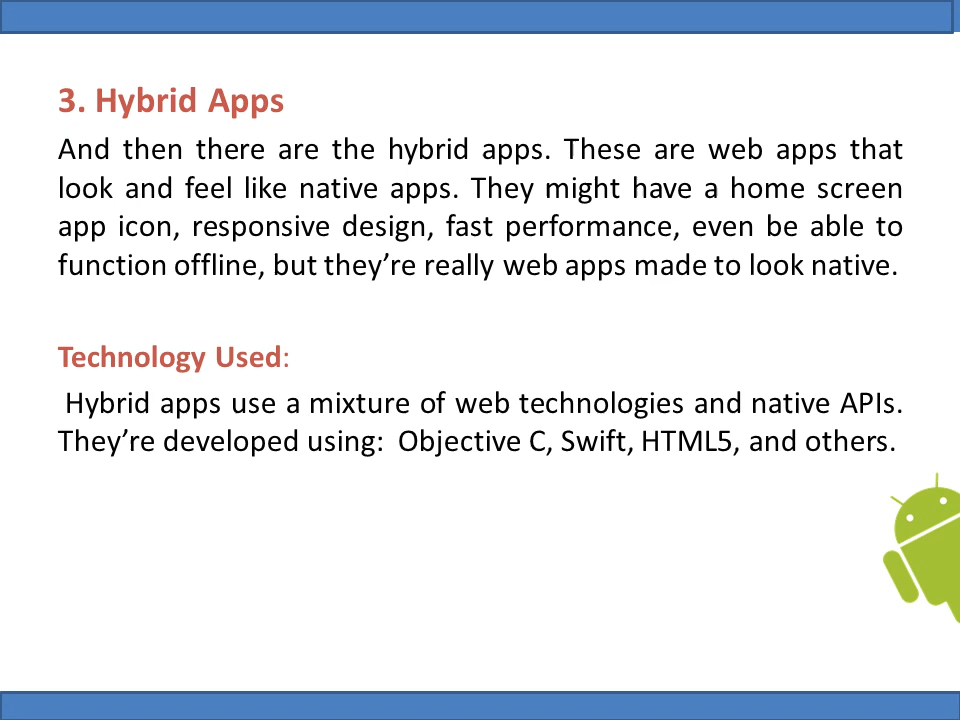 3. Hybrid Apps
And then there are the hybrid apps. These are web apps that
look and feel like native apps. They might have a home screen
app icon, responsive design, fast performance, even be able to
function offline, but they’re really web apps made to look native.
Technology Used:
Hybrid apps use a mixture of web technologies and native APIs.
They’re developed using:  Objective C, Swift, HTML5, and others.